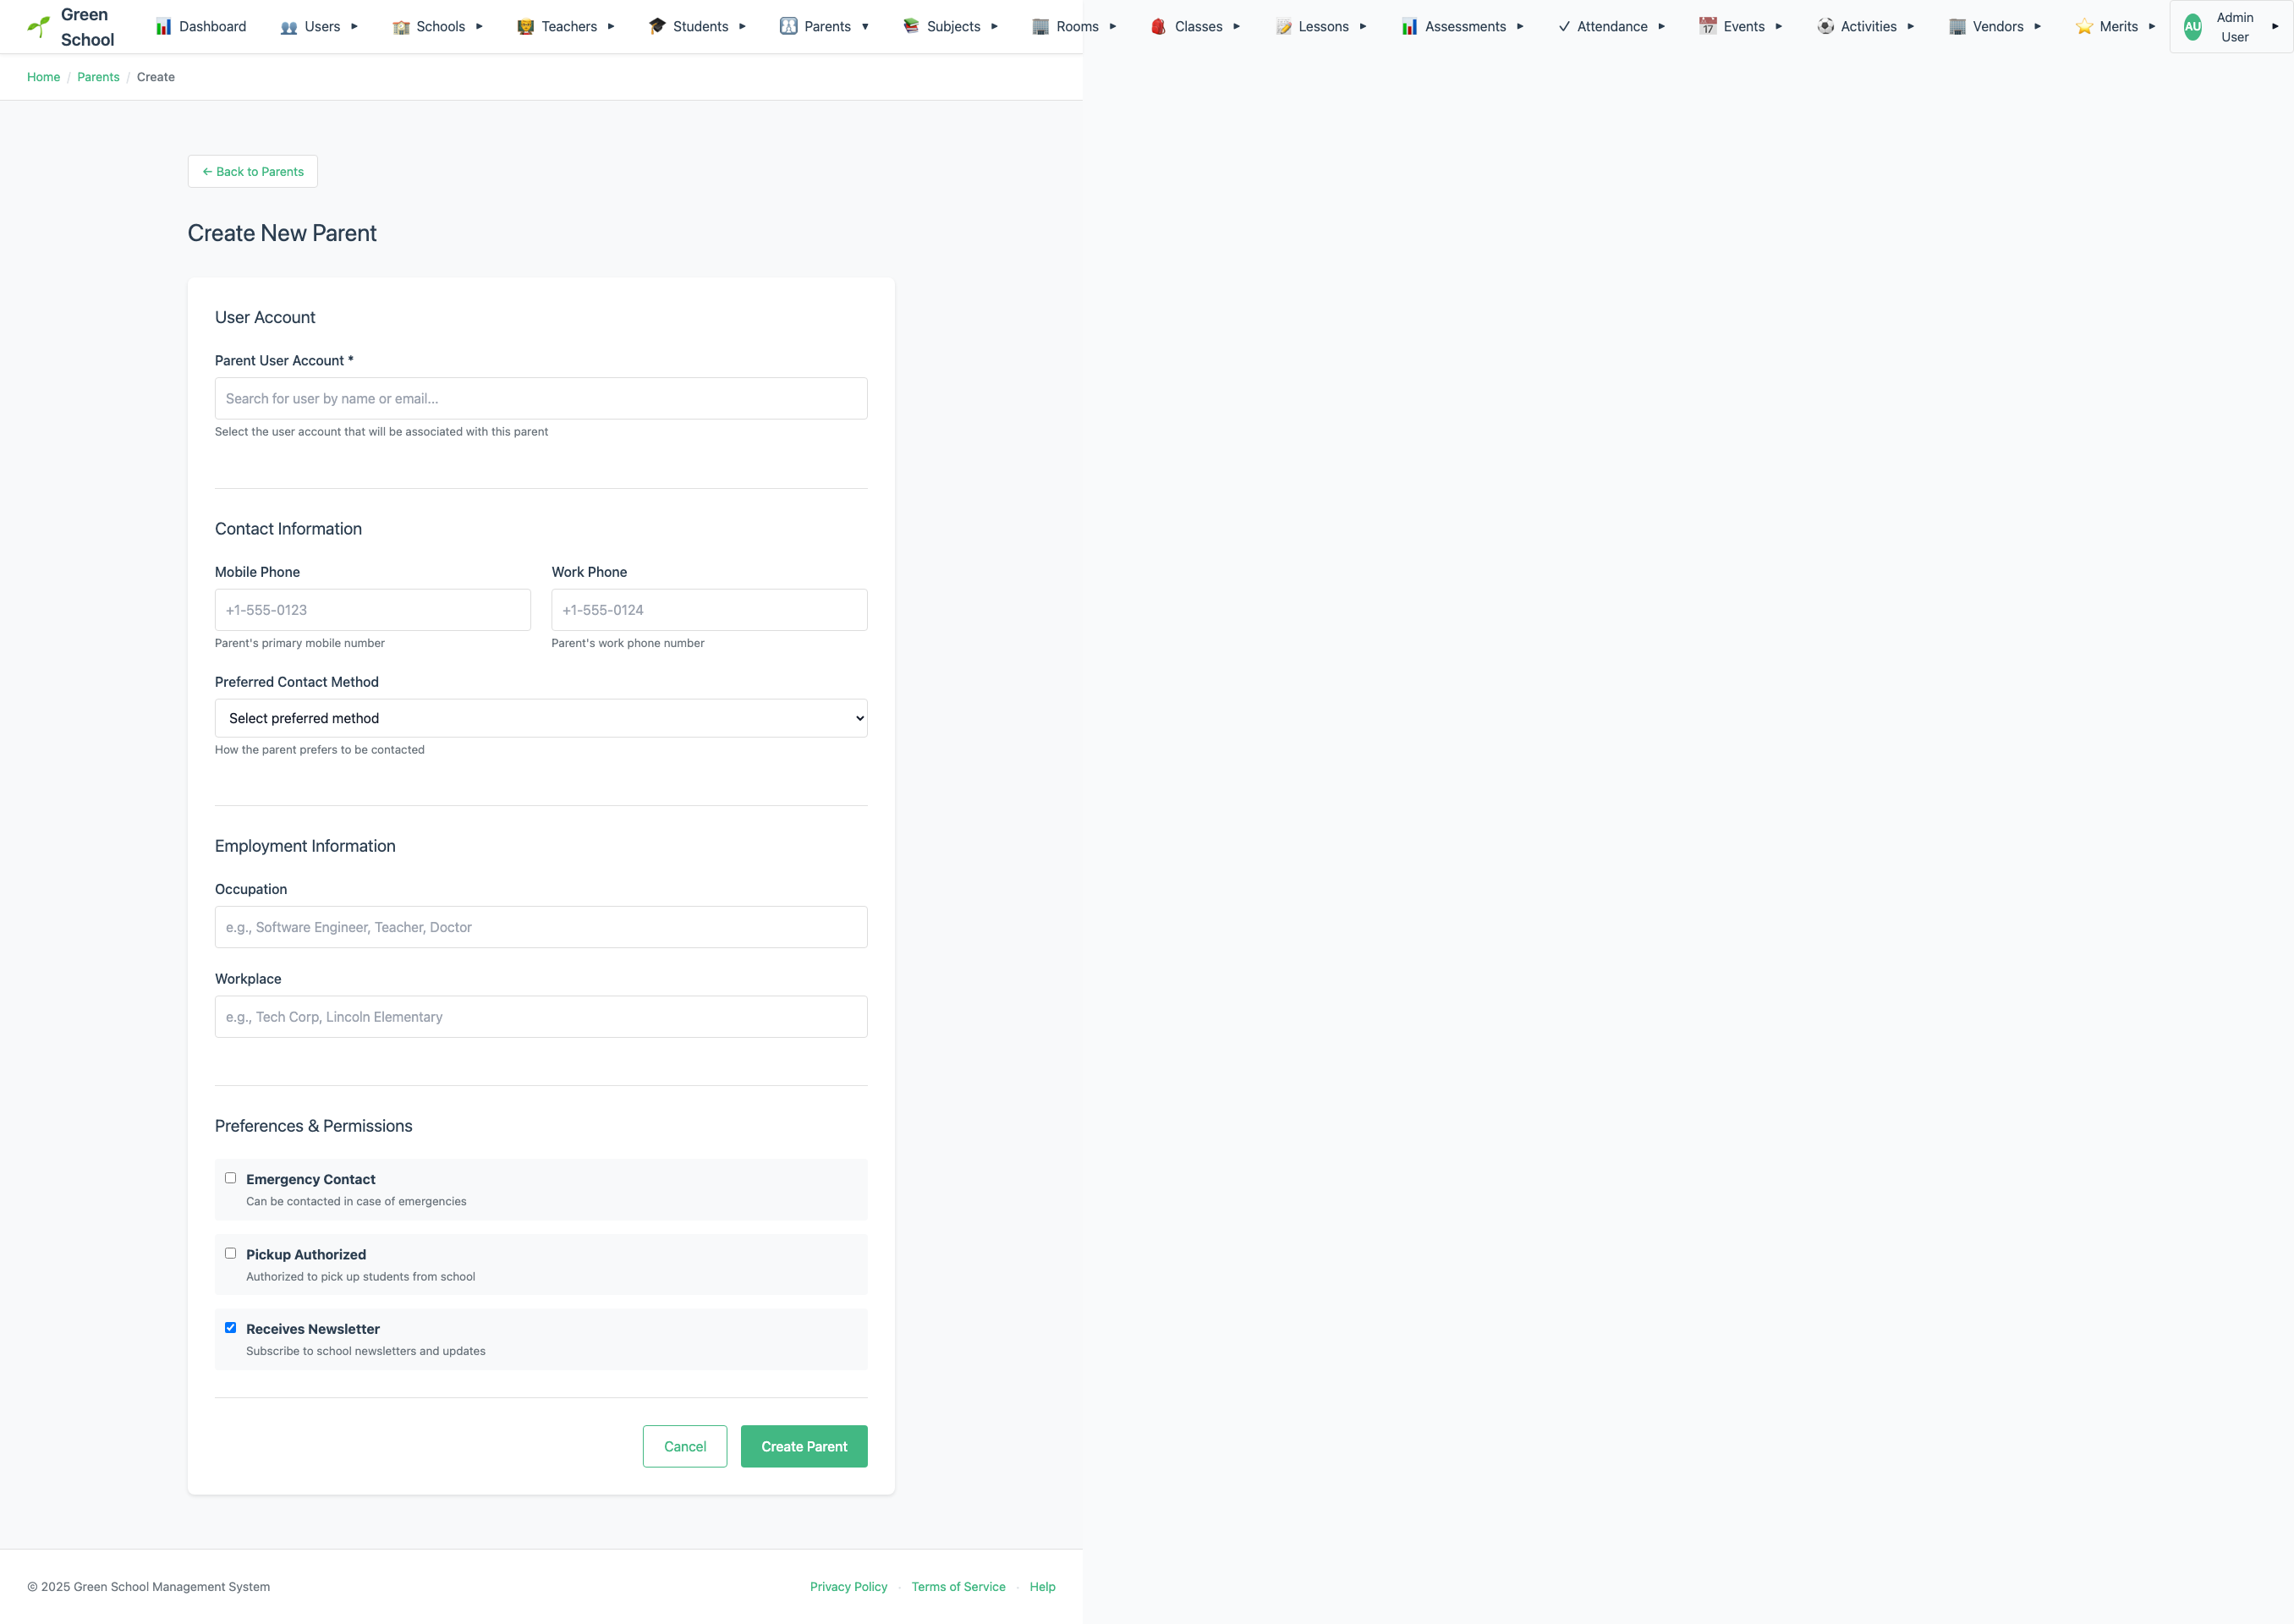 Green School
Dashboard
Users
Schools
Teachers
Students
Parents
Subjects
Rooms
Classes
Lessons
Assessments
Attendance
17
Events
Activities
Vendors
Merits
AU
Admin User
Home / Parents / Create
← Back to Parents
Create New Parent
User Account
Parent User Account *
Search for user by name or email...
Select the user account that will be associated with this parent
Contact Information
Mobile Phone
+1-555-0123
Parent's primary mobile number
Work Phone
+1-555-0124
Parent's work phone number
Preferred Contact Method
Select preferred method
How the parent prefers to be contacted
Employment Information
Occupation
e.g., Software Engineer, Teacher, Doctor
Workplace
e.g., Tech Corp, Lincoln Elementary
Preferences & Permissions
Emergency Contact
Can be contacted in case of emergencies
Pickup Authorized
Authorized to pick up students from school
Receives Newsletter
Subscribe to school newsletters and updates
Cancel
Create Parent
© 2025 Green School Management System
Privacy Policy · Terms of Service · Help